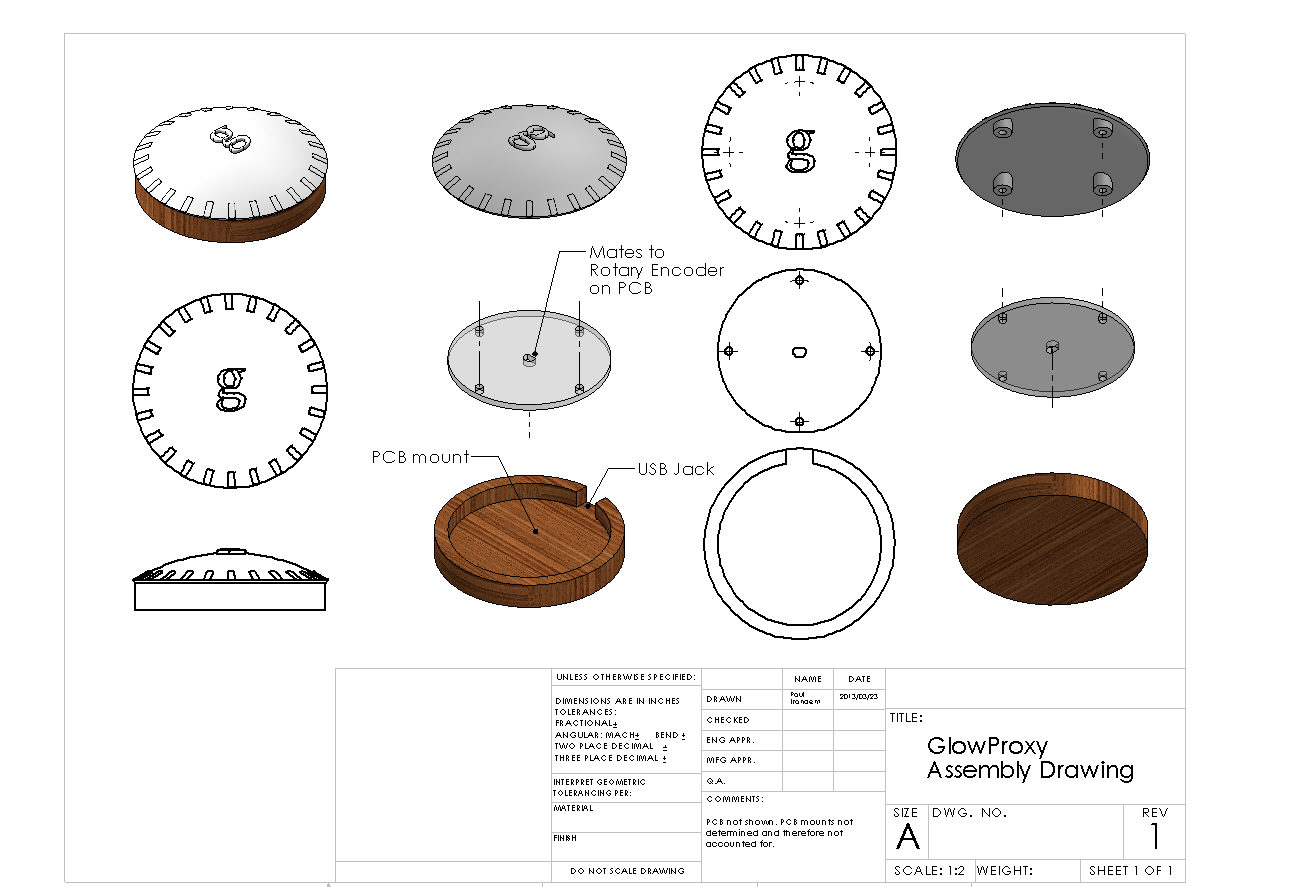 g
g
g
g
Mates to
Rotary Encoder
on PCB
PCB mount
USB Jack
UNLESS OTHERWISE SPECIFIED:
DIMENSIONS ARE IN INCHES
TOLERANCES:
FRACTIONAL±
ANGULAR: MACH± BEND ±
TWO PLACE DECIMAL ±
THREE PLACE DECIMAL ±
INTERPRET GEOMETRIC
TOLERANCING PER:
MATERIAL
FINISH
DO NOT SCALE DRAWING
NAME DATE
DRAWN Paul 2013/03/23
CHECKED
ENG APPR.
MFG APPR.
Q.A.
COMMENTS:
PCB not shown. PCB mounts not
determined and therefore not
accounted for.
TITLE:
GlowProxy
Assembly Drawing
SIZE DWG. NO. REV
A 1
SCALE: 1:2 WEIGHT: SHEET 1 OF 1